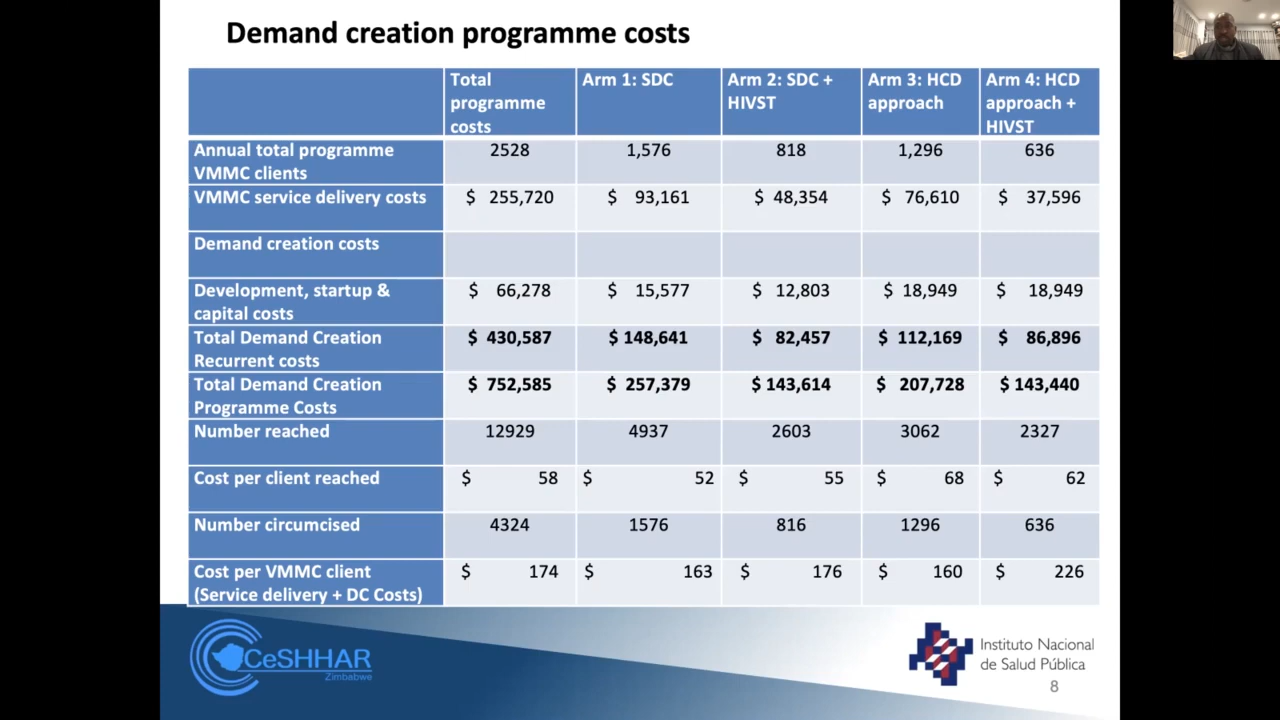 Demand creation programme costs
Total programme costs Arm 1: SDC Arm 2: SDC + HIVST Arm 3: HCD approach Arm 4: HCD approach + HIVST
Annual total programme VMMC clients 2528 1,576 818 1,296 636
VMMC service delivery costs $ 255,720 $ 93,161 $ 48,354 $ 76,610 $ 37,596
Demand creation costs
Development, startup & capital costs $ 66,278 $ 15,577 $ 12,803 $ 18,949 $ 18,949
Total Demand Creation Recurrent costs $ 430,587 $ 148,641 $ 82,457 $ 112,169 $ 86,896
Total Demand Creation Programme Costs $ 752,585 $ 257,379 $ 143,614 $ 207,728 $ 143,440
Number reached 12929 4937 2603 3062 2327
Cost per client reached $ 58 $ 52 $ 55 $ 68 $ 62
Number circumcised 4324 1576 816 1296 636
Cost per VMMC client (Service delivery + DC Costs) $ 174 $ 163 $ 176 $ 160 $ 226
CeSHHAR
Zimbabwe
Instituto Nacional
de Salud Pública
8